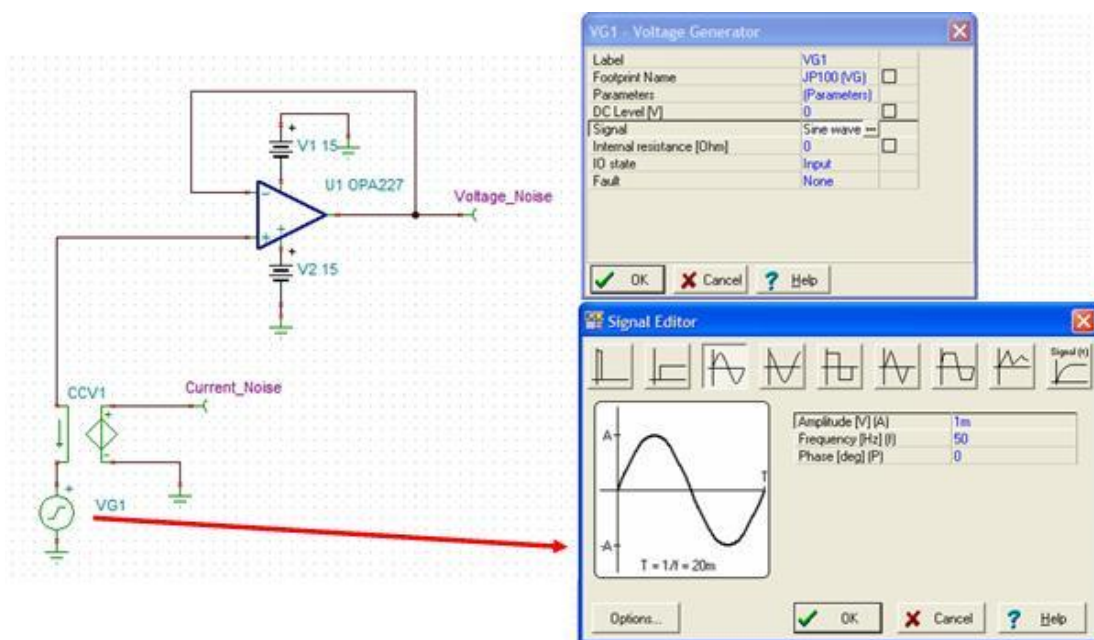 V1 15
U1 OPA227
Voltage_Noise
V2 15
CCV1
Current_Noise
VG1
VG1 - Voltage Generator
Label VG1
Footprint Name JP100 (VG)
Parameters (Parameters)
DC Level [V] 0
Signal Sine wave ...
Internal resistance [Ohm] 0
IO state Input
Fault None
OK Cancel ? Help
Signal Editor
Signal (t)
A
T
-A
T = 1/f = 20m
Amplitude [V] (A) 1m
Frequency [Hz] (f) 50
Phase [deg] (P) 0
Options... OK Cancel ? Help